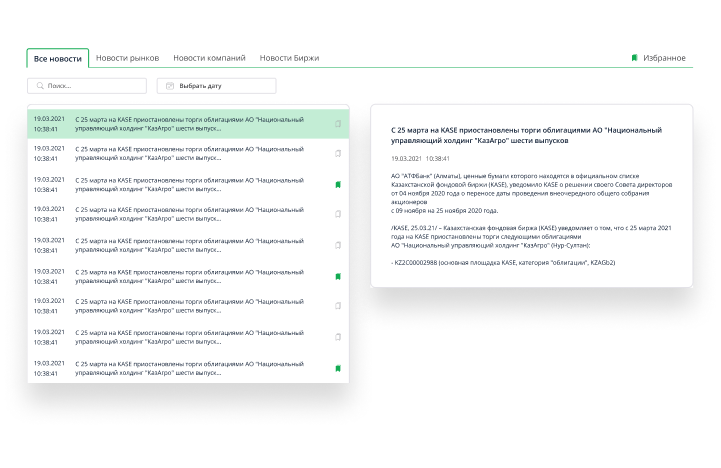 Все новости
Новости рынков
Новости компаний
Новости Биржи
Избранное
Поиск...
Выбрать дату
19.03.2021
10:38:41
С 25 марта на KASE приостановлены торги облигациями АО "Национальный
управляющий холдинг "КазАгро" шести выпуск...
19.03.2021
10:38:41
С 25 марта на KASE приостановлены торги облигациями АО "Национальный
управляющий холдинг "КазАгро" шести выпуск...
19.03.2021
10:38:41
С 25 марта на KASE приостановлены торги облигациями АО "Национальный
управляющий холдинг "КазАгро" шести выпуск...
19.03.2021
10:38:41
С 25 марта на KASE приостановлены торги облигациями АО "Национальный
управляющий холдинг "КазАгро" шести выпуск...
19.03.2021
10:38:41
С 25 марта на KASE приостановлены торги облигациями АО "Национальный
управляющий холдинг "КазАгро" шести выпуск...
19.03.2021
10:38:41
С 25 марта на KASE приостановлены торги облигациями АО "Национальный
управляющий холдинг "КазАгро" шести выпуск...
19.03.2021
10:38:41
С 25 марта на KASE приостановлены торги облигациями АО "Национальный
управляющий холдинг "КазАгро" шести выпуск...
19.03.2021
10:38:41
С 25 марта на KASE приостановлены торги облигациями АО "Национальный
управляющий холдинг "КазАгро" шести выпуск...
19.03.2021
10:38:41
С 25 марта на KASE приостановлены торги облигациями АО "Национальный
управляющий холдинг "КазАгро" шести выпуск...
С 25 марта на KASE приостановлены торги облигациями АО "Национальный
управляющий холдинг "КазАгро" шести выпусков
19.03.2021 10:38:41
АО "АТФБанк" (Алматы), ценные бумаги которого находятся в официальном списке
Казахстанской фондовой биржи (KASE), уведомило KASE о решении своего Совета директоров
от 04 ноября 2020 года о переносе даты проведения внеочередного общего собрания
акционеров
с 09 ноября на 25 ноября 2020 года.
/KASE, 25.03.21/ – Казахстанская фондовая биржа (KASE) уведомляет о том, что с 25 марта 2021
года на KASE приостановлены торги следующими облигациями
АО "Национальный управляющий холдинг "КазАгро" (Нур-Султан):
- KZ2C00002988 (основная площадка KASE, категория "облигации", KZAGb2)